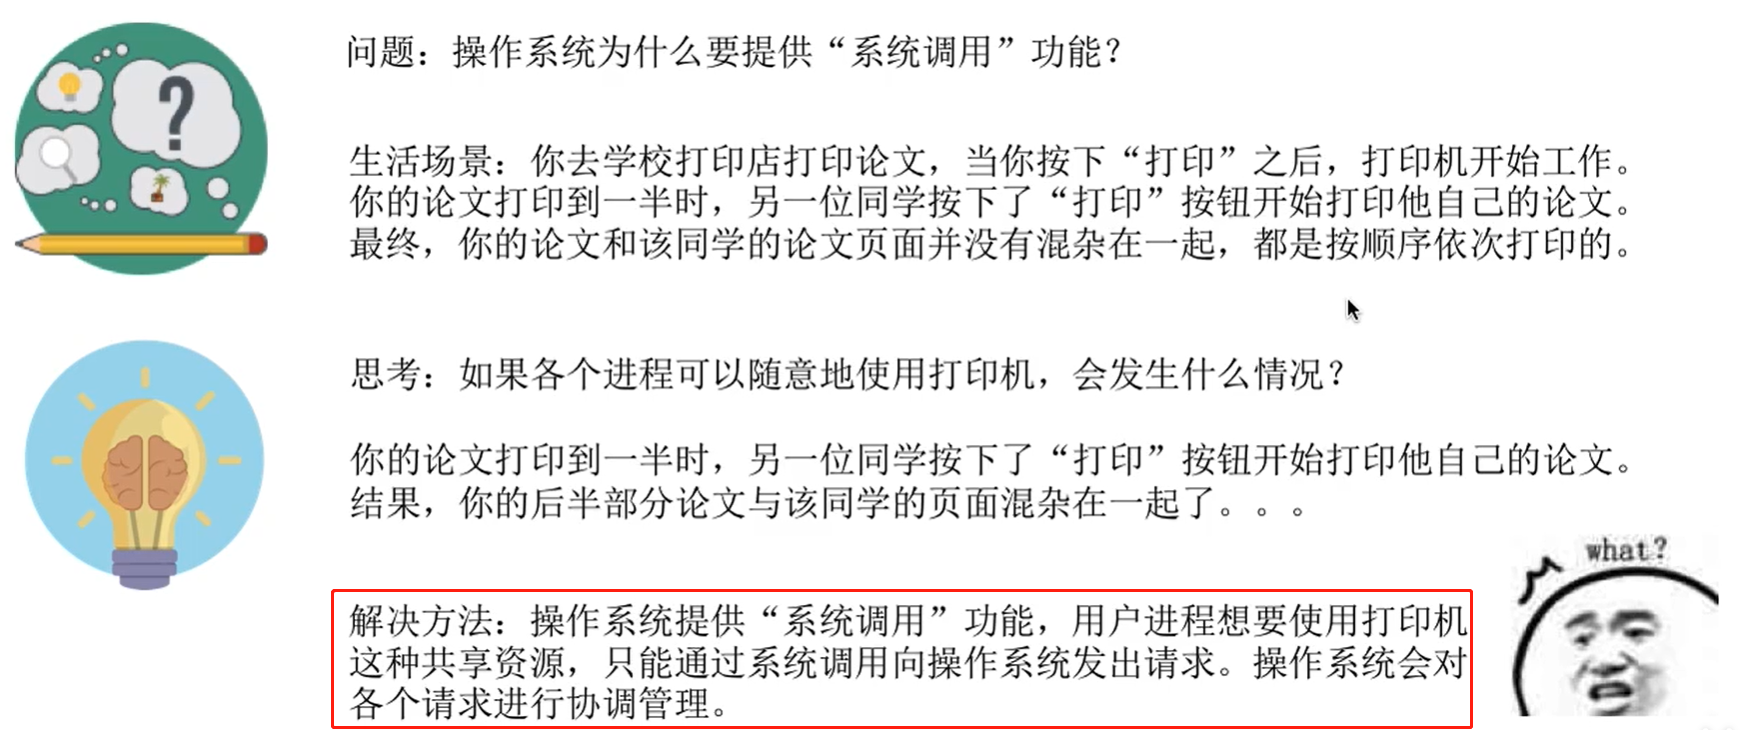 问题：操作系统为什么要提供“系统调用”功能？
生活场景：你去学校打印店打印论文，当你按下“打印”之后，打印机开始工作。
你的论文打印到一半时，另一位同学按下了“打印”按钮开始打印他自己的论文。
最终，你的论文和该同学的论文页面并没有混杂在一起，都是按顺序依次打印的。
思考：如果各个进程可以随意地使用打印机，会发生什么情况？
你的论文打印到一半时，另一位同学按下了“打印”按钮开始打印他自己的论文。
结果，你的后半部分论文与该同学的页面混杂在一起了。。。
what?
解决方法：操作系统提供“系统调用”功能，用户进程想要使用打印机
这种共享资源，只能通过系统调用向操作系统发出请求。操作系统会对
各个请求进行协调管理。